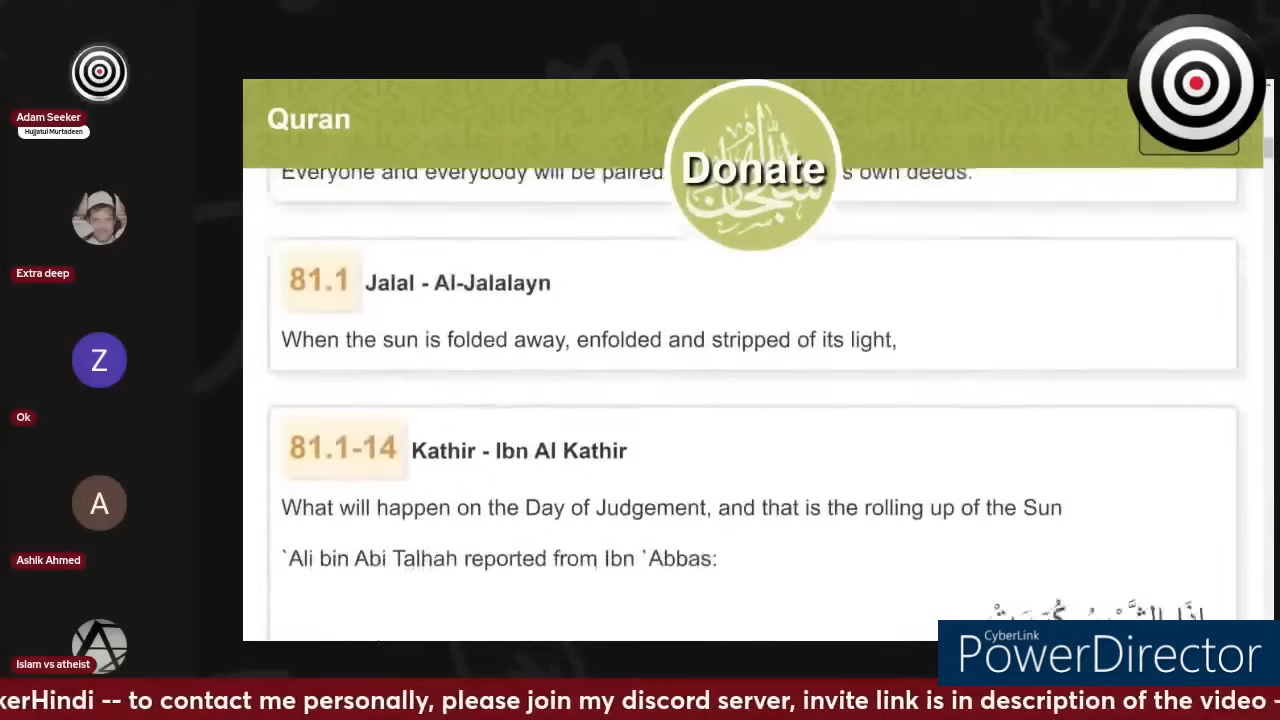 Adam Seeker
Hujjatul Murtadeen
Extra deep
Z
Ok
A
Ashik Ahmed
Islam vs atheist
Quran
Donate
Everyone and everybody will be paired s own deeds.
81.1 Jalal - Al-Jalalayn
When the sun is folded away, enfolded and stripped of its light,
81.1-14 Kathir - Ibn Al Kathir
What will happen on the Day of Judgement, and that is the rolling up of the Sun
`Ali bin Abi Talhah reported from Ibn `Abbas:
CyberLink
PowerDirector
kerHindi -- to contact me personally, please join my discord server, invite link is in description of the video -